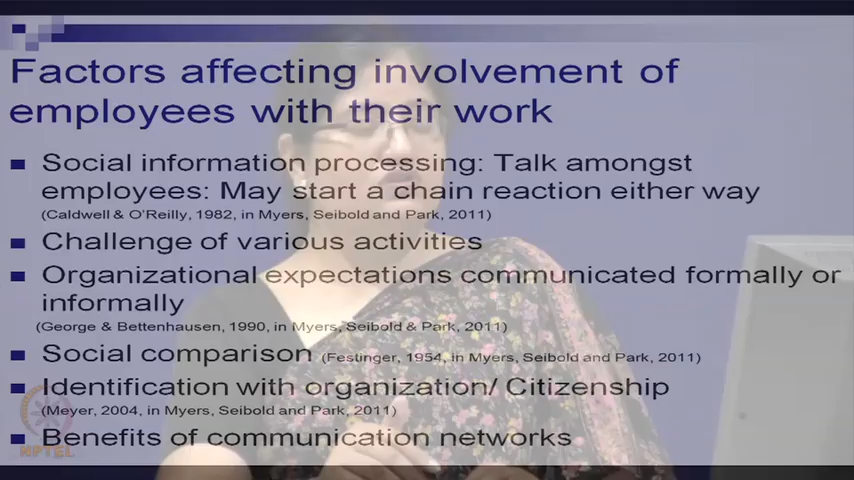 Factors affecting involvement of
employees with their work
Social information processing: Talk amongst
employees: May start a chain reaction either way
(Caldwell & O'Reilly, 1982, in Myers, Seibold and Park, 2011)
Challenge of various activities
Organizational expectations communicated formally or
informally
(George & Bettenhausen, 1990, in Myers, Seibold & Park, 2011)
Social comparison (Festinger, 1954, in Myers, Seibold and Park, 2011)
Identification with organization/ Citizenship
(Meyer, 2004, in Myers, Seibold and Park, 2011)
Benefits of communication networks
NPTEL